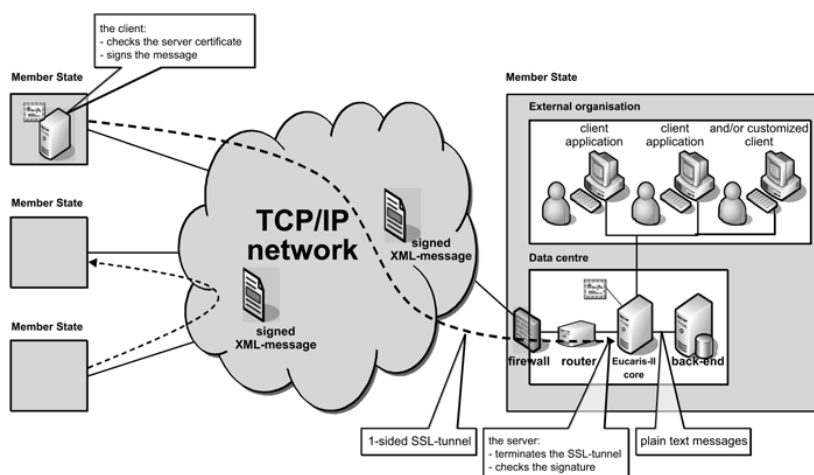 the client:
- checks the server certificate
- signs the message
Member State
Member State
Member State
TCP/IP
network
signed
XML-message
signed
XML-message
Member State
External organisation
client
application
client
application
and/or customized
client
Data centre
firewall
router
Eucaris-II
core
back-end
1-sided SSL-tunnel
the server:
- terminates the SSL-tunnel
- checks the signature
plain text messages